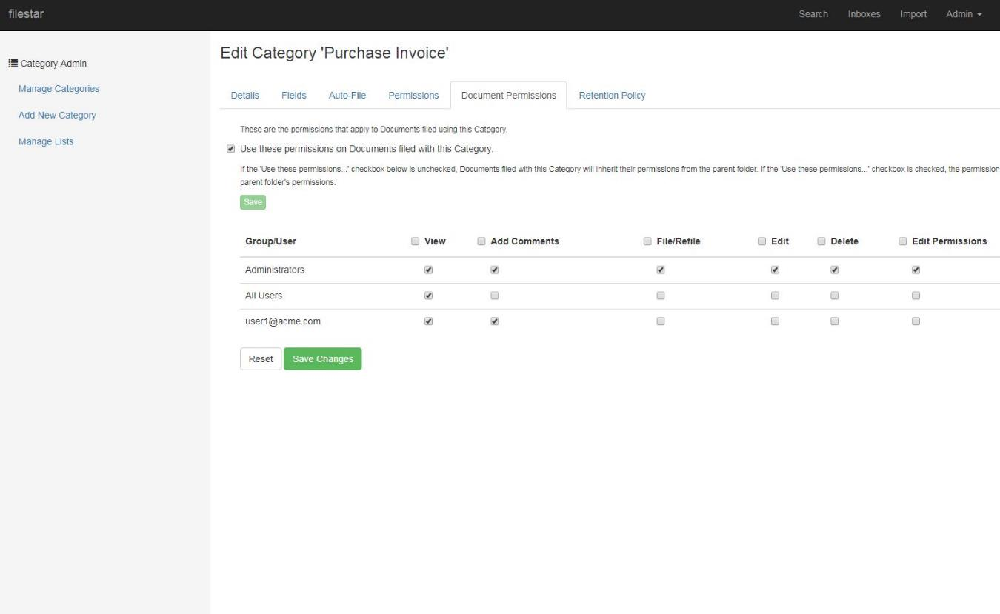 filestar
Search Inboxes Import Admin
Category Admin
Manage Categories
Add New Category
Manage Lists
Edit Category 'Purchase Invoice'
Details Fields Auto-File Permissions Document Permissions Retention Policy
These are the permissions that apply to Documents filed using this Category.
Use these permissions on Documents filed with this Category.
If the 'Use these permissions...' checkbox below is unchecked, Documents filed with this Category will inherit their permissions from the parent folder. If the 'Use these permissions...' checkbox is checked, the permission
parent folder's permissions.
Save
Group/User View Add Comments File/Refile Edit Delete Edit Permissions
Administrators
All Users
user1@acme.com
Reset Save Changes